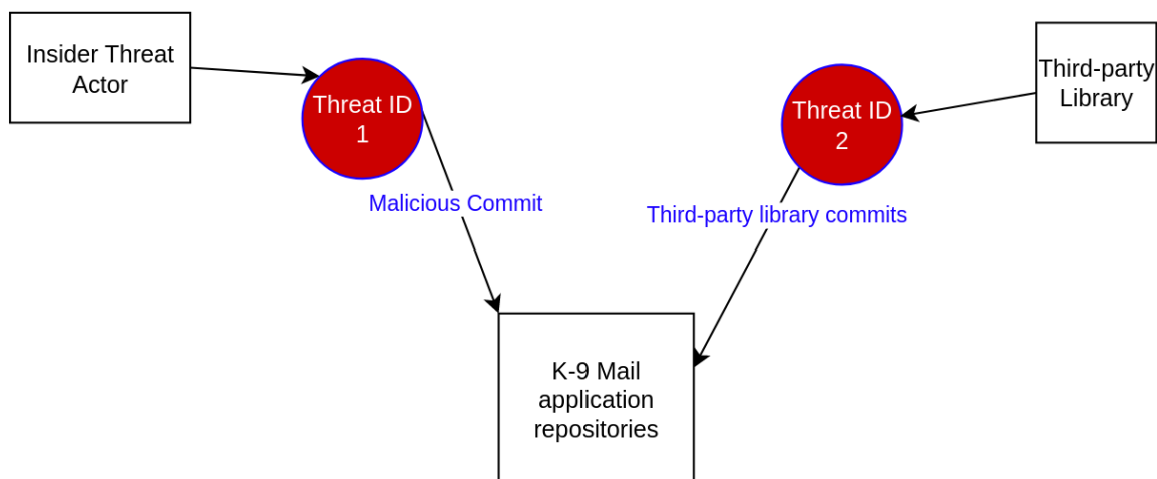 Insider Threat
Actor
Threat ID
1
Malicious Commit
Third-party
Library
Threat ID
2
Third-party library commits
K-9 Mail
application
repositories